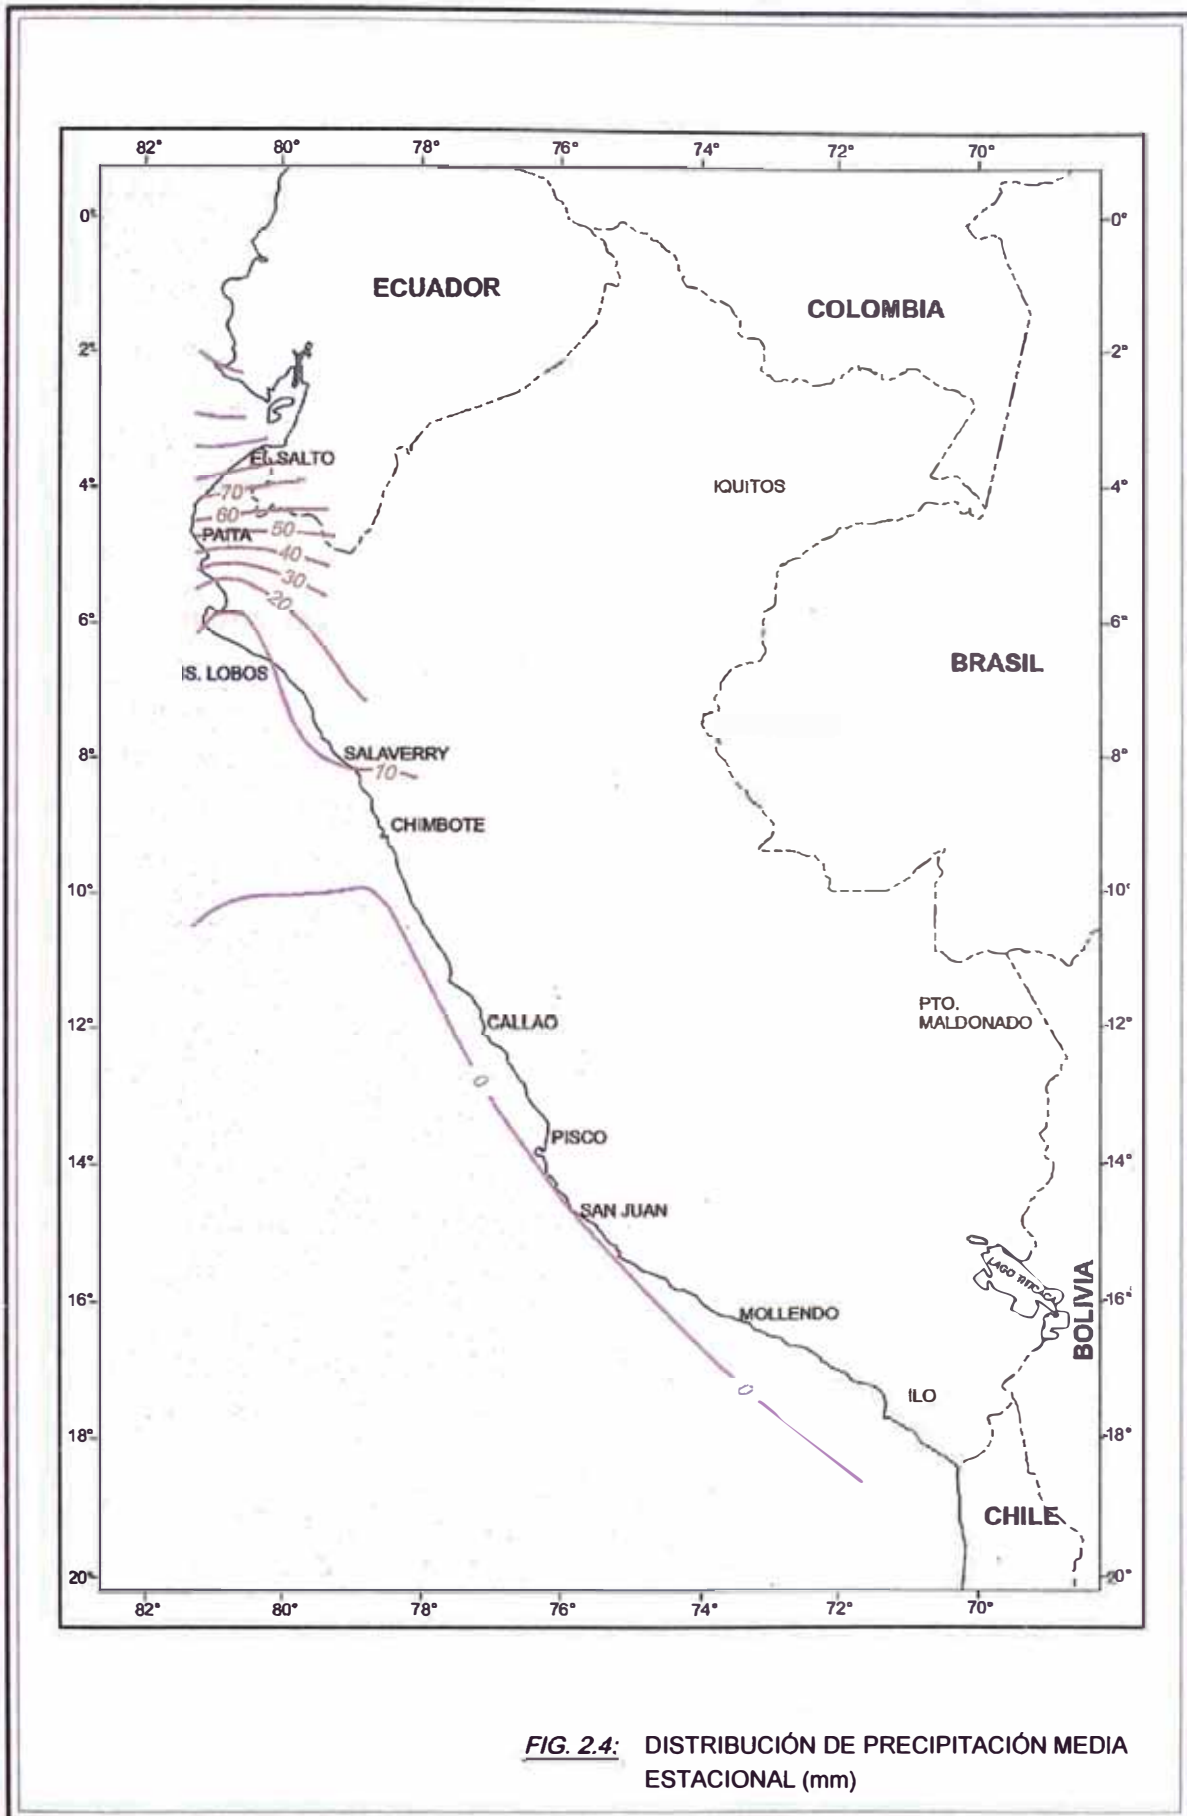 82° 80° 78° 76° 74° 72° 70°
0° 0°
ECUADOR
COLOMBIA
2° 2°
EL SALTO
4° 70 IQUITOS 4°
60
PAITA 50
40
30
20
6° 6°
BRASIL
IS. LOBOS
8° SALAVERRY 8°
10
CHIMBOTE
10° 10°
PTO.
MALDONADO
12° CALLAO 12°
0
PISCO
14° 14°
SAN JUAN
LAGO TITICACA
16° MOLLENDO 16°
BOLIVIA
0 ILO
18° 18°
CHILE
20° 20°
82° 80° 78° 76° 74° 72° 70°
FIG. 2.4: DISTRIBUCIÓN DE PRECIPITACIÓN MEDIA
ESTACIONAL (mm)